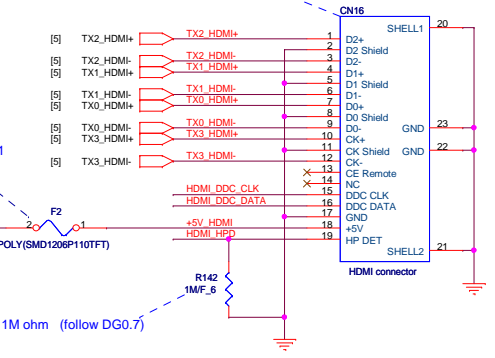 CN16
SHELL1 20
[5] TX2_HDMI+ TX2_HDMI+ 1 D2+
2 D2 Shield
[5] TX2_HDMI- TX2_HDMI- 3 D2-
[5] TX1_HDMI+ TX1_HDMI+ 4 D1+
5 D1 Shield
[5] TX1_HDMI- TX1_HDMI- 6 D1-
[5] TX0_HDMI+ TX0_HDMI+ 7 D0+
8 D0 Shield
[5] TX0_HDMI- TX0_HDMI- 9 D0- GND 23
[5] TX3_HDMI+ TX3_HDMI+ 10 CK+
11 CK Shield GND 22
[5] TX3_HDMI- TX3_HDMI- 12 CK-
13 CE Remote
14 NC
HDMI_DDC_CLK 15 DDC CLK
HDMI_DDC_DATA 16 DDC DATA
17 GND
F2
2 1 +5V_HDMI 18 +5V
HDMI_HPD 19 HP DET
POLY(SMD1206P110TFT)
SHELL2 21
HDMI connector
R142
1M/F_6
1M ohm (follow DG0.7)